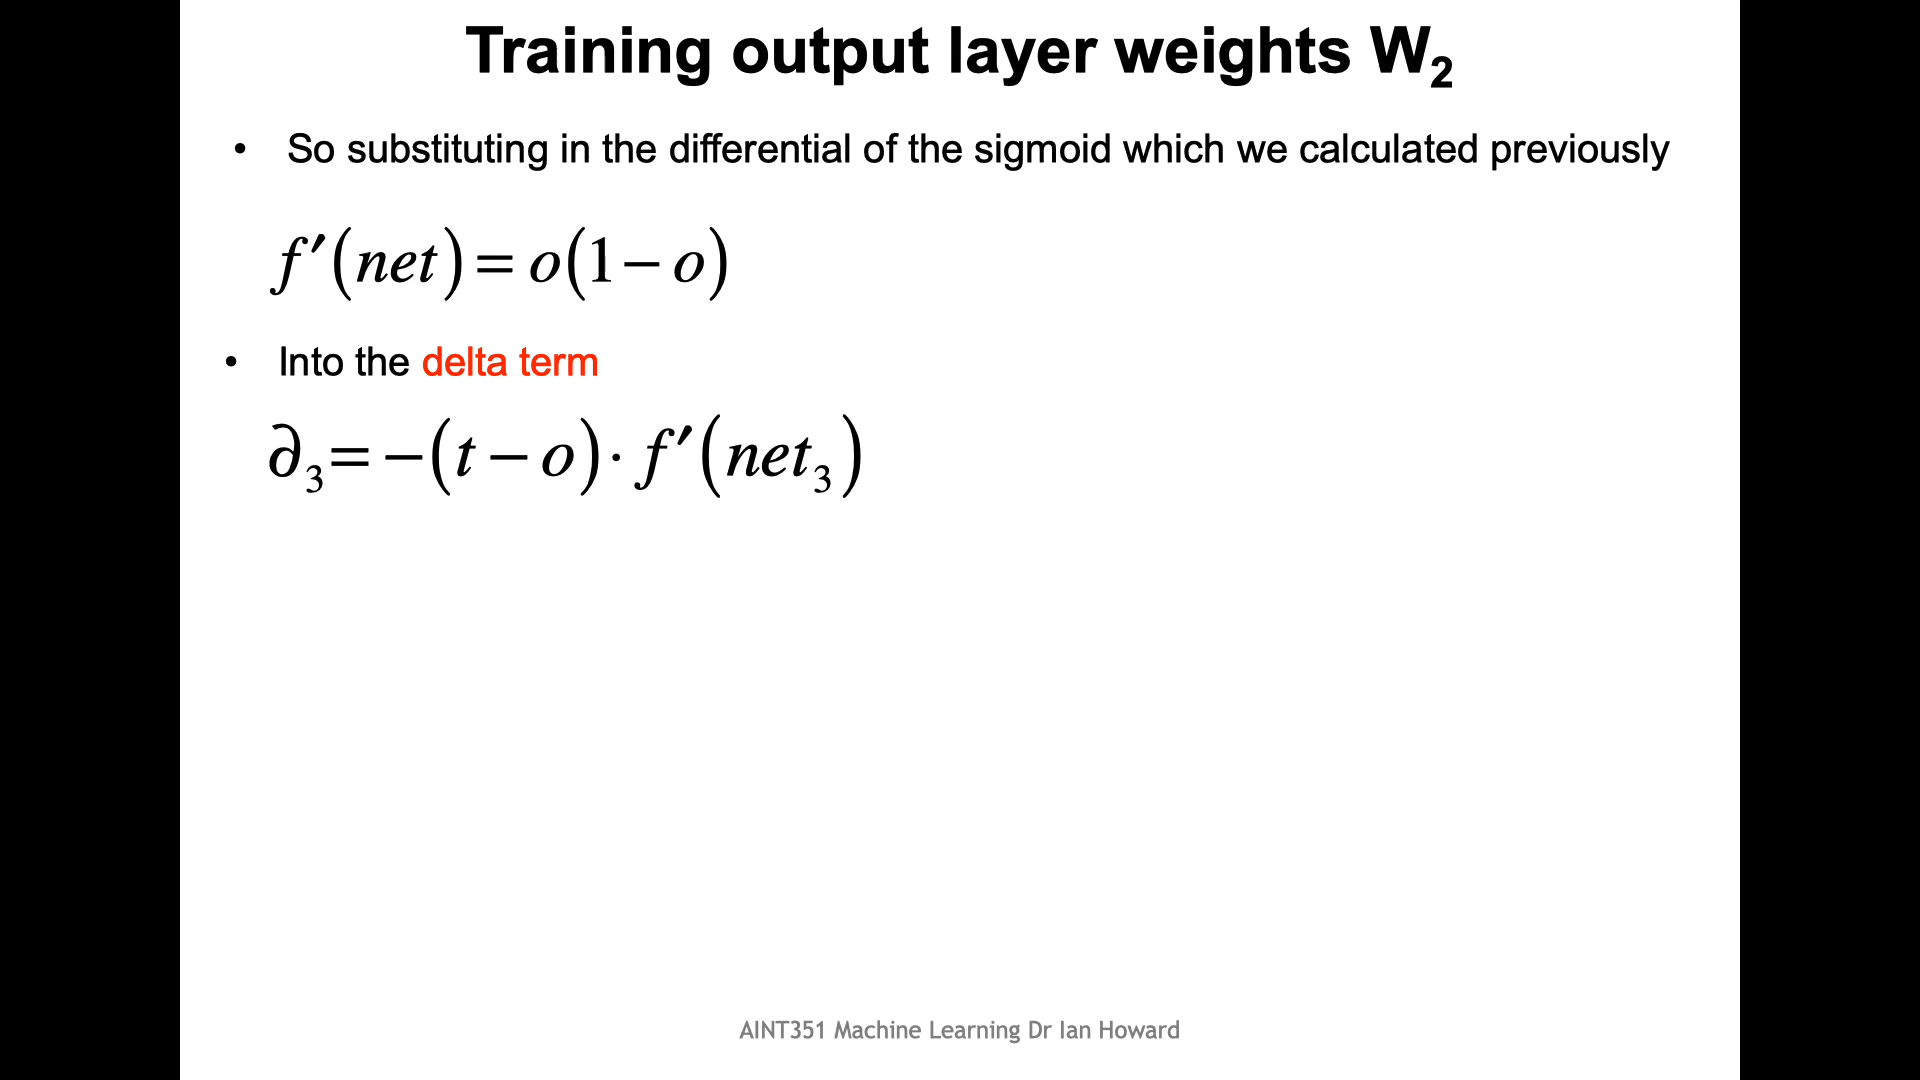 Training output layer weights W₂
• So substituting in the differential of the sigmoid which we calculated previously
f′(net) = o(1 − o)
• Into the delta term
∂₃= −(t − o) · f′(net₃)
AINT351 Machine Learning Dr Ian Howard